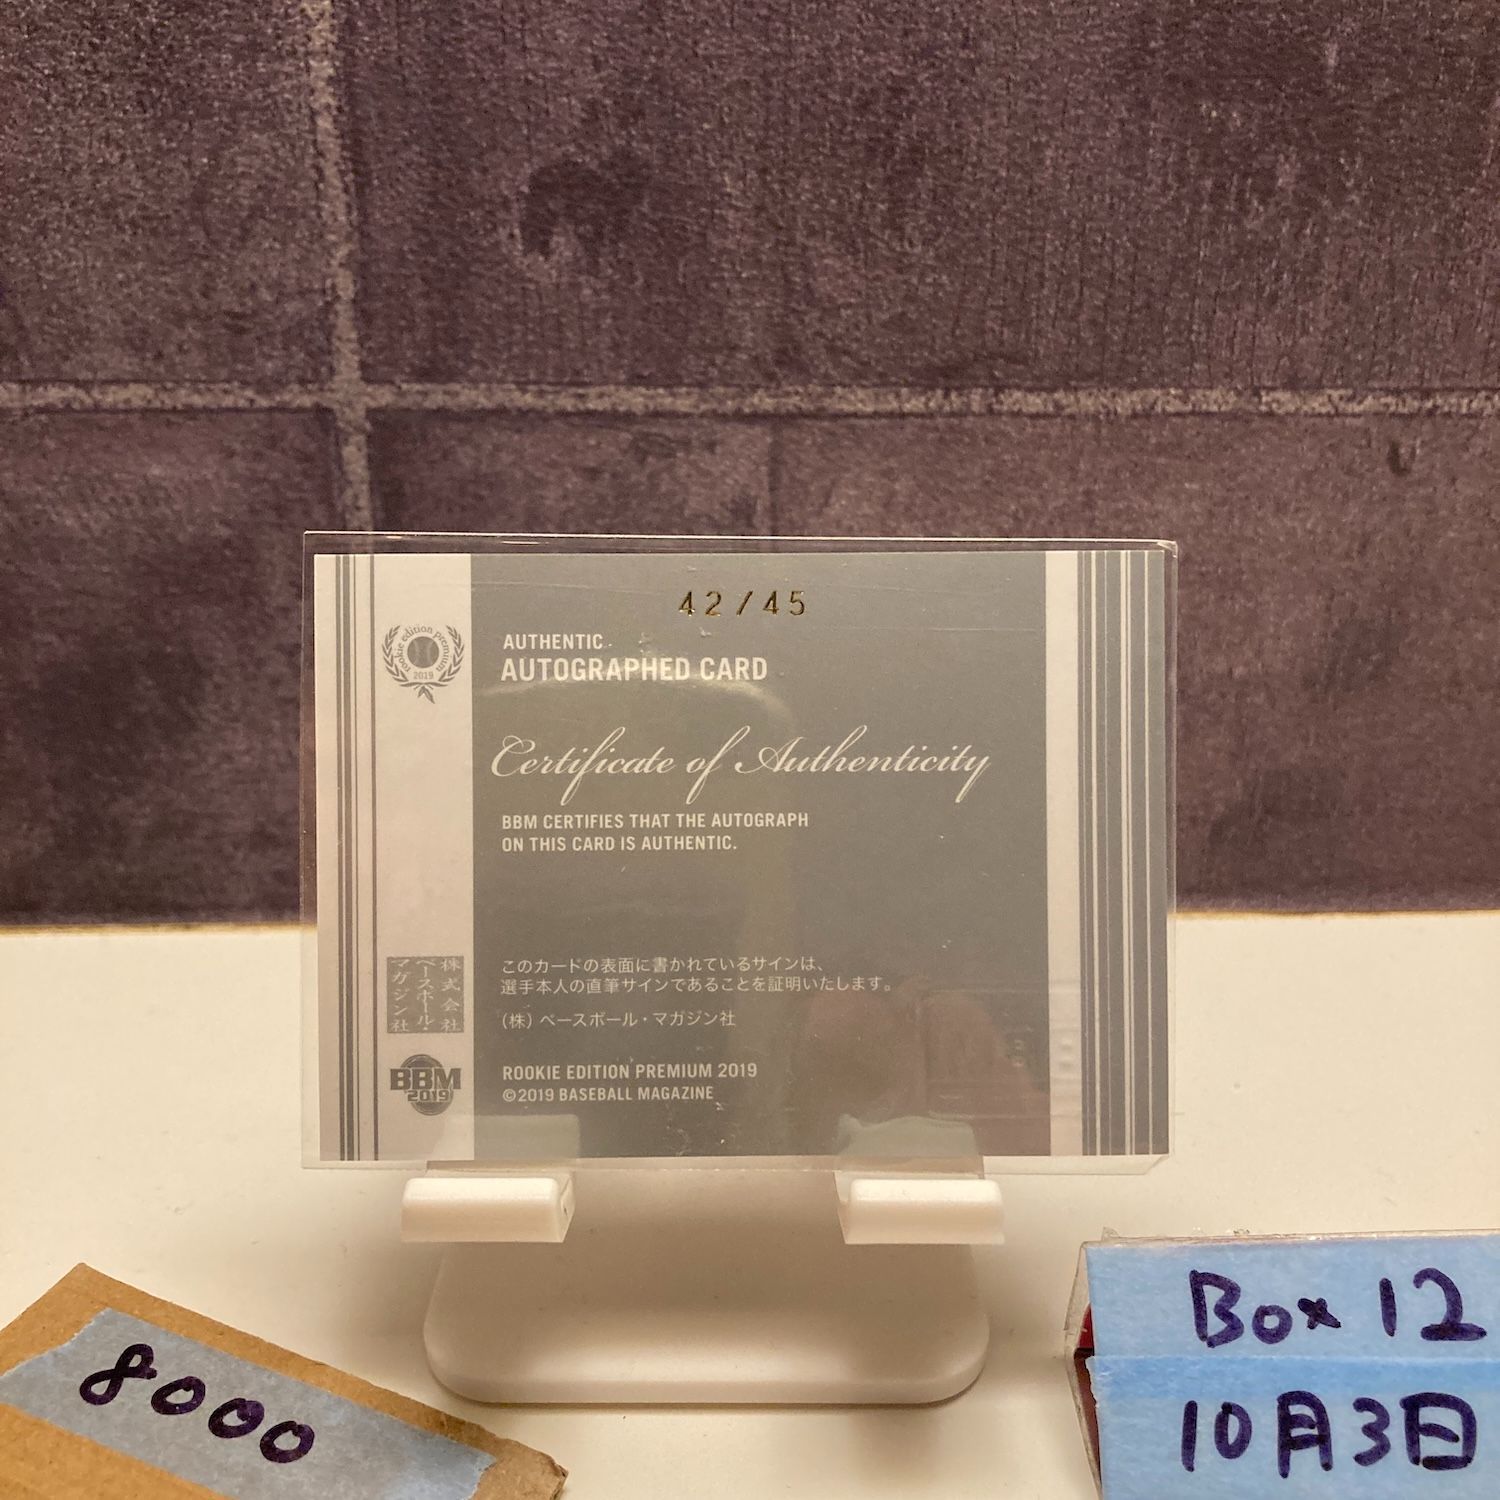 42/45
rookie edition premium
2019
AUTHENTIC
AUTOGRAPHED CARD
Certificate of Authenticity
BBM CERTIFIES THAT THE AUTOGRAPH
ON THIS CARD IS AUTHENTIC.
このカードの表面に書かれているサインは、
選手本人の直筆サインであることを証明いたします。
(株)ベースボール・マガジン社
株式会社
ベースボール・
マガジン社
BBM
2019
ROOKIE EDITION PREMIUM 2019
©2019 BASEBALL MAGAZINE
8000
Box 12
10月3日